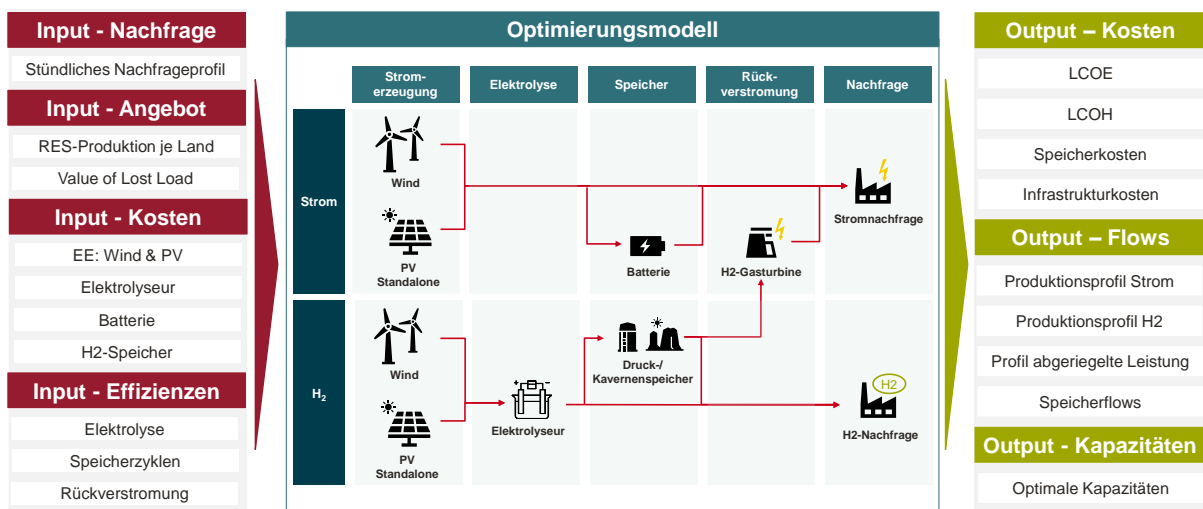 Input - Nachfrage
Stündliches Nachfrageprofil
Input - Angebot
RES-Produktion je Land
Value of Lost Load
Input - Kosten
EE: Wind & PV
Elektrolyseur
Batterie
H2-Speicher
Input - Effizienzen
Elektrolyse
Speicherzyklen
Rückverstromung
Optimierungsmodell
Strom-
erzeugung
Elektrolyse
Speicher
Rück-
verstromung
Nachfrage
Strom
Wind
PV
Standalone
Batterie
H2-Gasturbine
Stromnachfrage
H2
Wind
PV
Standalone
Elektrolyseur
Druck-/
Kavernenspeicher
H2
H2-Nachfrage
Output – Kosten
LCOE
LCOH
Speicherkosten
Infrastrukturkosten
Output – Flows
Produktionsprofil Strom
Produktionsprofil H2
Profil abgeriegelte Leistung
Speicherflows
Output - Kapazitäten
Optimale Kapazitäten